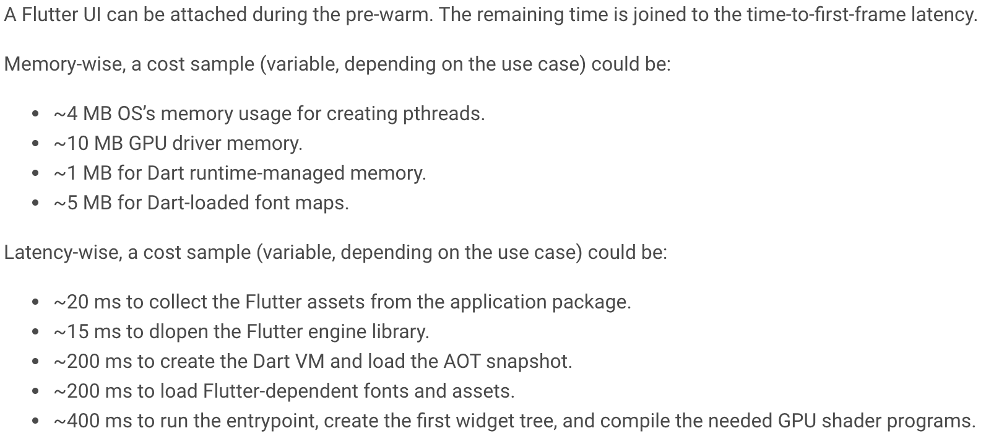 A Flutter UI can be attached during the pre-warm. The remaining time is joined to the time-to-first-frame latency.
Memory-wise, a cost sample (variable, depending on the use case) could be:
• ~4 MB OS’s memory usage for creating pthreads.
• ~10 MB GPU driver memory.
• ~1 MB for Dart runtime-managed memory.
• ~5 MB for Dart-loaded font maps.
Latency-wise, a cost sample (variable, depending on the use case) could be:
• ~20 ms to collect the Flutter assets from the application package.
• ~15 ms to dlopen the Flutter engine library.
• ~200 ms to create the Dart VM and load the AOT snapshot.
• ~200 ms to load Flutter-dependent fonts and assets.
• ~400 ms to run the entrypoint, create the first widget tree, and compile the needed GPU shader programs.